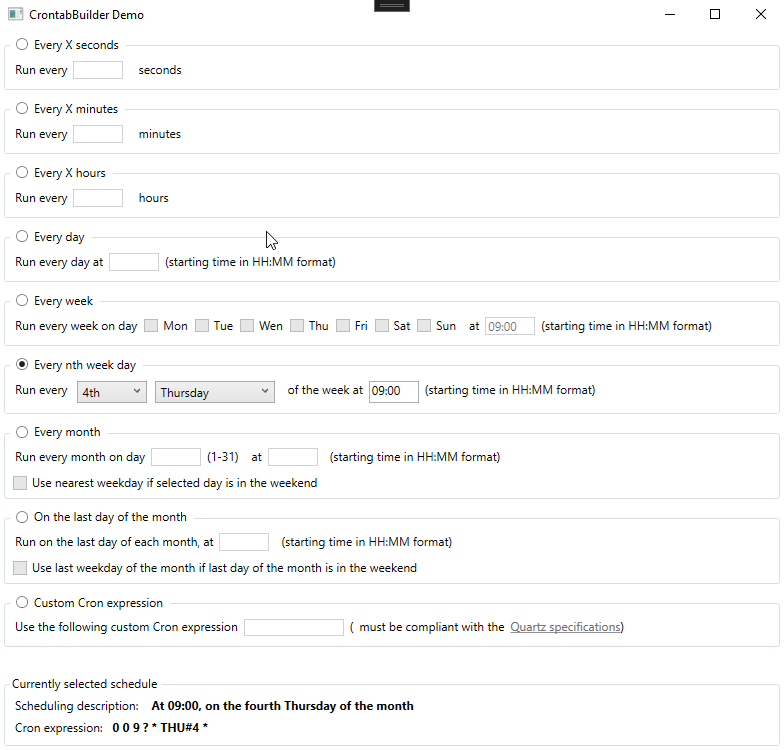 CrontabBuilder Demo
Every X seconds
Run every seconds
Every X minutes
Run every minutes
Every X hours
Run every hours
Every day
Run every day at (starting time in HH:MM format)
Every week
Run every week on day Mon Tue Wen Thu Fri Sat Sun at 09:00 (starting time in HH:MM format)
Every nth week day
Run every 4th Thursday of the week at 09:00 (starting time in HH:MM format)
Every month
Run every month on day (1-31) at (starting time in HH:MM format)
Use nearest weekday if selected day is in the weekend
On the last day of the month
Run on the last day of each month, at (starting time in HH:MM format)
Use last weekday of the month if last day of the month is in the weekend
Custom Cron expression
Use the following custom Cron expression ( must be compliant with the Quartz specifications)
Currently selected schedule
Scheduling description: At 09:00, on the fourth Thursday of the month
Cron expression: 0 0 9 ? * THU#4 *